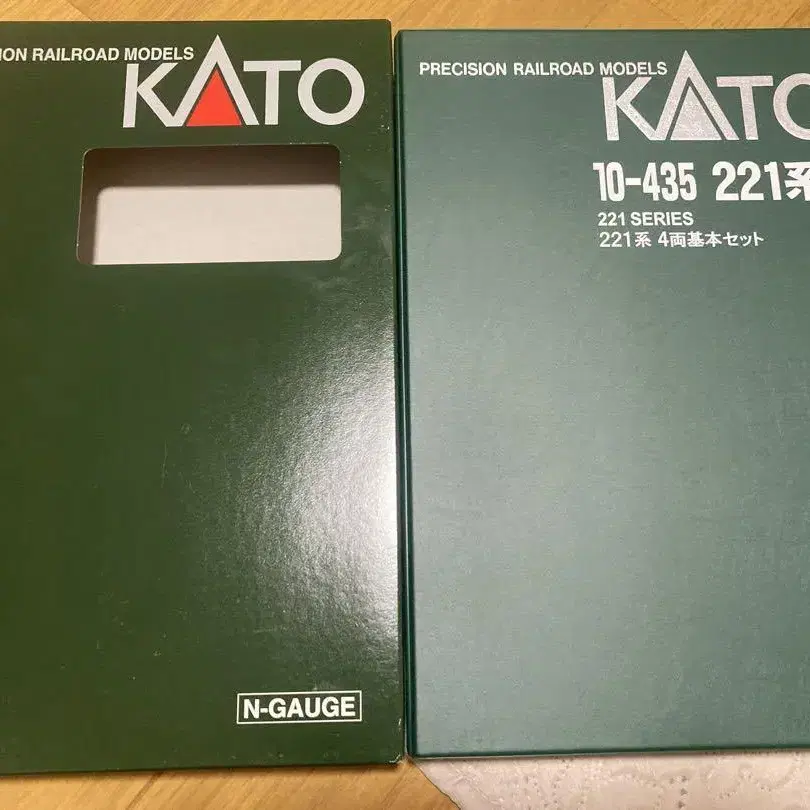 ION RAILROAD MODELS
KATO
N-GAUGE
PRECISION RAILROAD MODELS
KATO
10-435 221系
221 SERIES
221系 4両基本セット